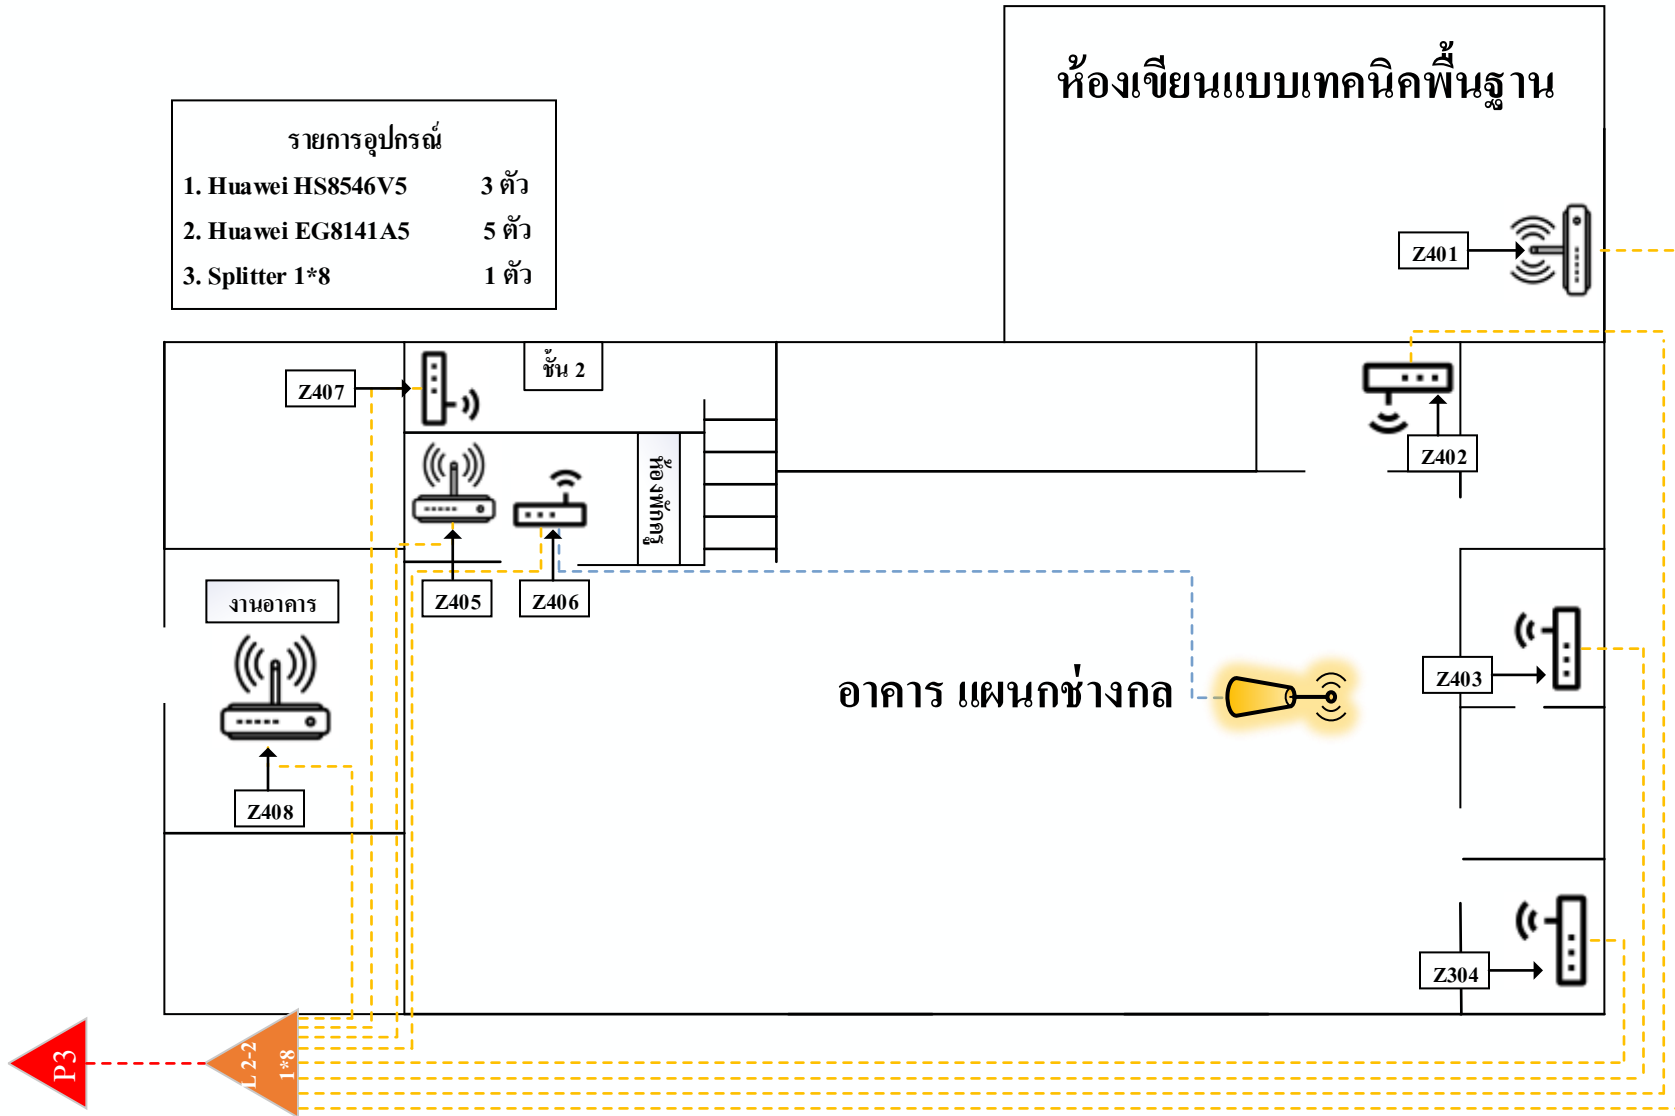 ห้องเขียนแบบเทคนิคพื้นฐาน
รายการอุปกรณ์
1. Huawei HS8546V5 3 ตัว
2. Huawei EG8141A5 5 ตัว
3. Splitter 1*8 1 ตัว
Z401
ชั้น 2
Z407
ห้องพักครู
Z402
Z405
Z406
งานอาคาร
อาคาร แผนกช่างกล
Z403
Z408
Z304
P3
L 2-2
1*8